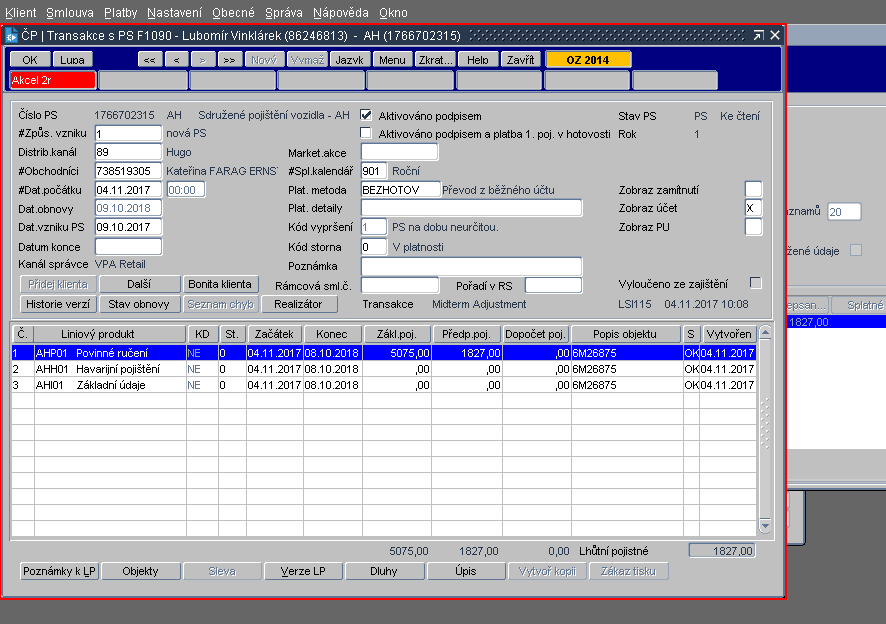 Klient Smlouva Platby Nastavení Obecné Správa Nápověda Okno
ČP | Transakce s PS F1090 - Lubomír Vinklárek (86246813) - AH (1766702315)
OK Lupa << < > >> Nový Vymaž Jazyk Menu Zkrat... Help Zavřít OZ 2014
Akcel 2r
Číslo PS 1766702315 AH Sdružené pojištění vozidla - AH Aktivováno podpisem Stav PS PS Ke čtení
#Způs. vzniku 1 nová PS Aktivováno podpisem a platba 1. poj. v hotovosti Rok 1
Distrib.kanál 89 Hugo Market.akce
#Obchodníci 738519305 Kateřina FARAG ERNS #Spl.kalendář 901 Roční
#Dat.počátku 04.11.2017 00:00 Plat. metoda BEZHOTOV Převod z běžného účtu Zobraz zamítnutí
Dat.obnovy 09.10.2018 Plat. detaily Zobraz účet X
Dat.vzniku PS 09.10.2017 Kód vypršení 1 PS na dobu neurčitou. Zobraz PU
Datum konce Kód storna 0 V platnosti
Kanál správce VPA Retail Poznámka
Přidej klienta Další Bonita klienta Rámcová sml.č. Pořadí v RS Vyloučeno ze zajištění
Historie verzí Stav obnovy Seznam chyb Realizátor Transakce Midterm Adjustment LSI115 04.11.2017 10:08
Č. Liniový produkt KD St. Začátek Konec Zákl.poj. Předp.poj. Dopočet poj. Popis objektu S Vytvořen
1 AHP01 Povinné ručení NE 0 04.11.2017 08.10.2018 5075,00 1827,00 ,00 6M26875 OK 04.11.2017
2 AHH01 Havarijní pojištění NE 0 04.11.2017 08.10.2018 ,00 ,00 ,00 6M26875 OK 04.11.2017
3 AHI01 Základní údaje NE 0 04.11.2017 08.10.2018 ,00 ,00 ,00 6M26875 OK 04.11.2017
5075,00 1827,00 0,00 Lhůtní pojistné 1827,00
Poznámky k LP Objekty Sleva Verze LP Dluhy Úpis Vytvoř kopii Zákaz tisku
20
údaje
Splatné
1827,00